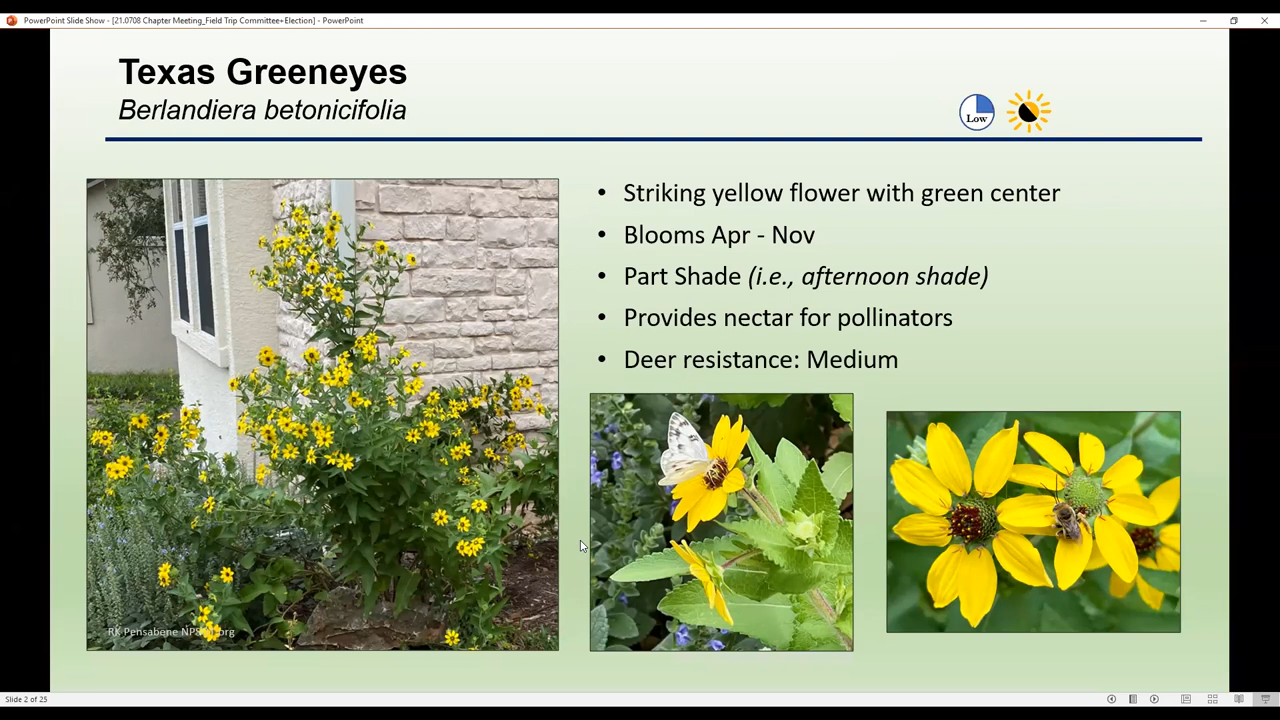 PowerPoint Slide Show - [21.0708 Chapter Meeting_Field Trip Committee+Election] - PowerPoint
Texas Greeneyes
Berlandiera betonicifolia
Low
• Striking yellow flower with green center
• Blooms Apr - Nov
• Part Shade (i.e., afternoon shade)
• Provides nectar for pollinators
• Deer resistance: Medium
RK Pensabene
Slide 2 of 25